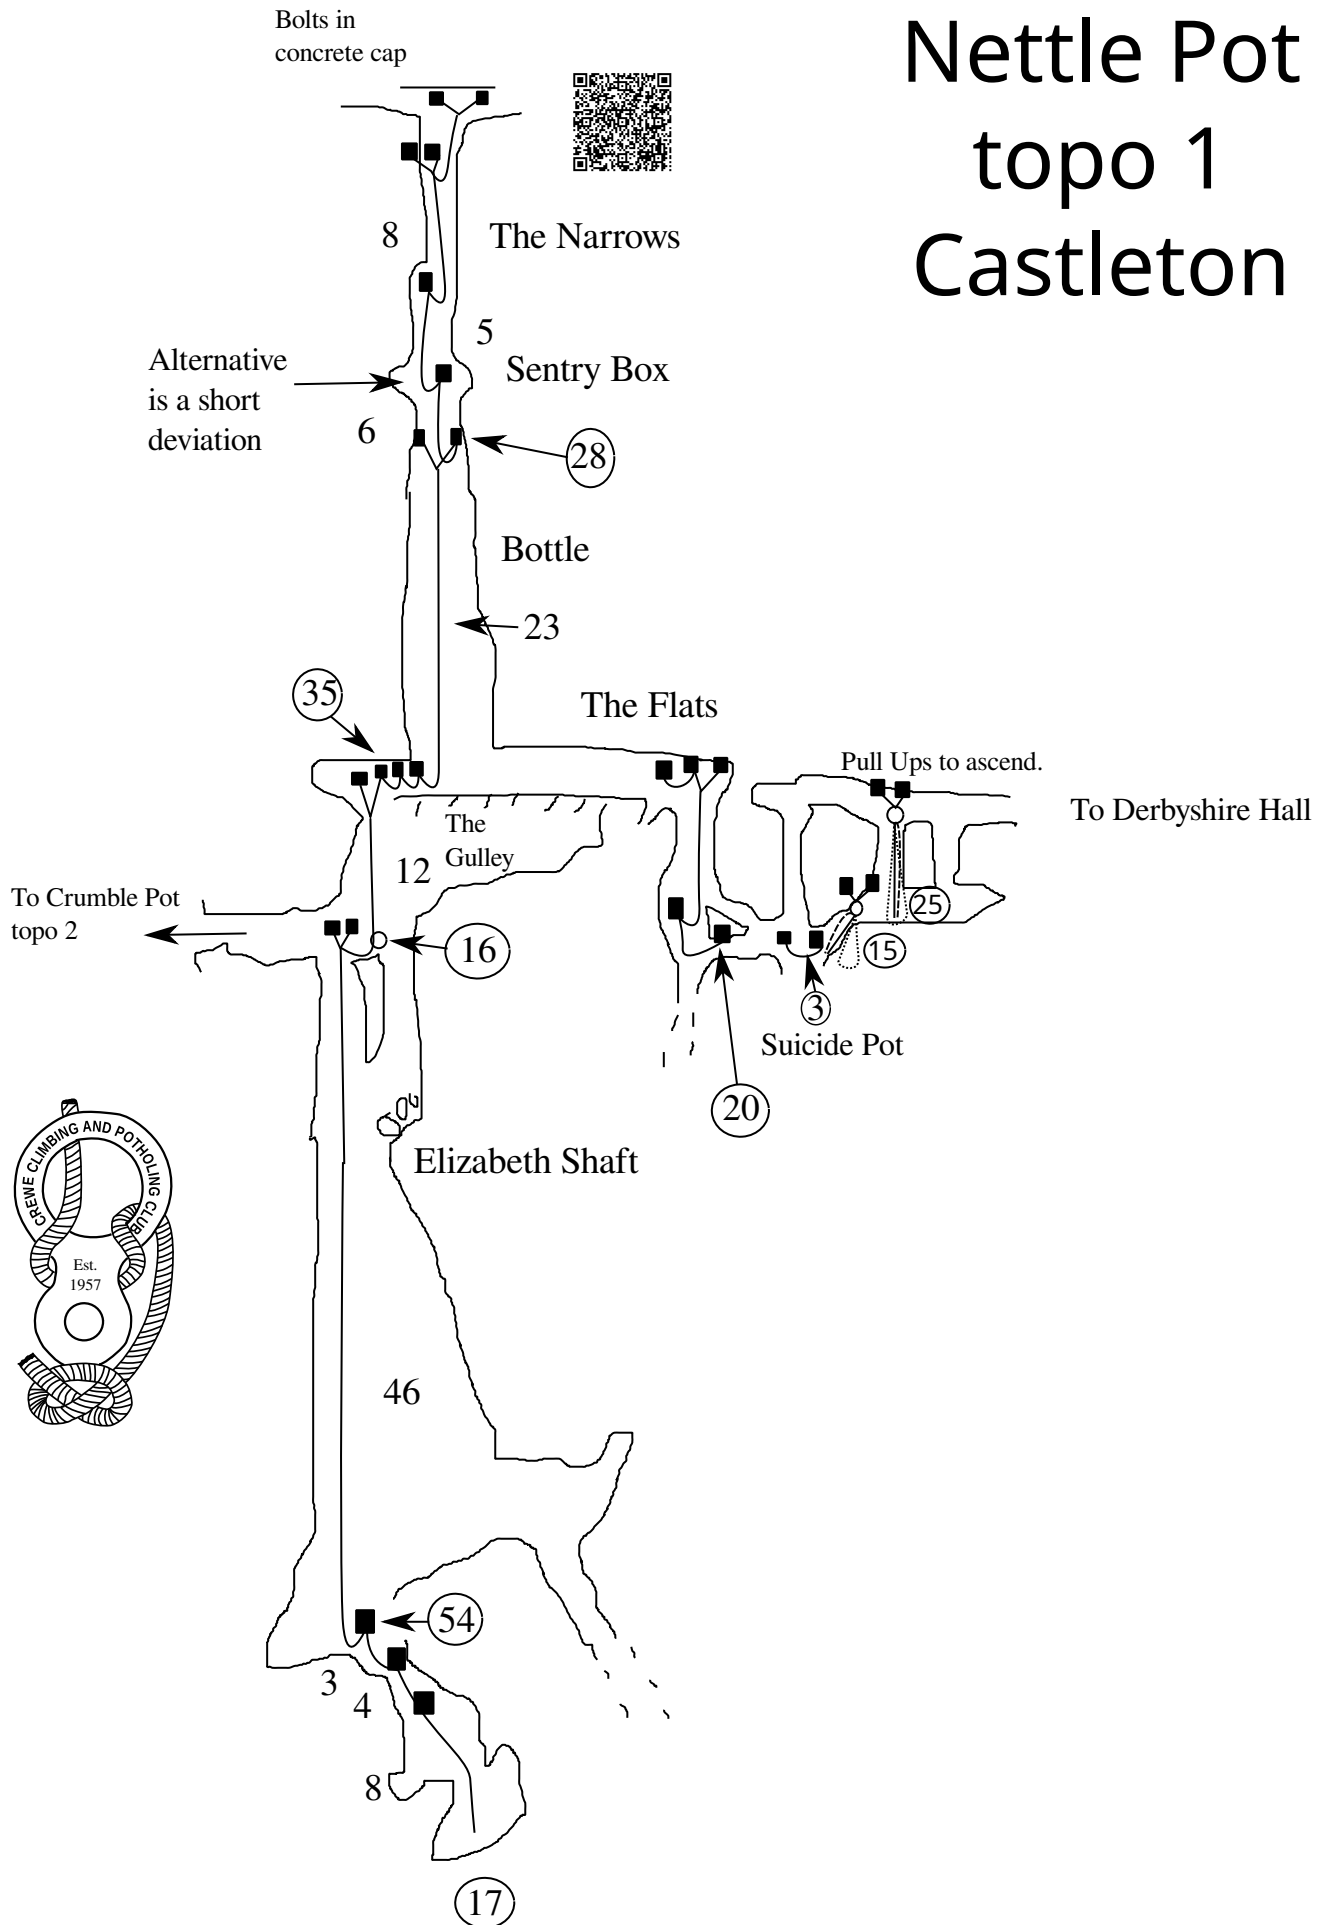 Bolts in
concrete cap
Nettle Pot
topo 1
Castleton
8
The Narrows
5
Alternative
is a short
deviation
Sentry Box
6
28
Bottle
23
35
The Flats
Pull Ups to ascend.
To Derbyshire Hall
The
Gulley
12
To Crumble Pot
topo 2
25
16
15
3
Suicide Pot
20
CREWE CLIMBING AND POTHOLING CLUB
Est.
1957
Elizabeth Shaft
46
54
3
4
8
17